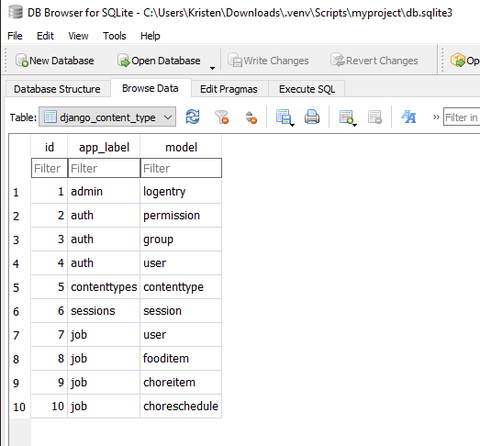 DB Browser for SQLite - C:\Users\Kristen\Downloads\.venv\Scripts\myproject\db.sqlite3
File Edit View Tools Help
New Database Open Database Write Changes Revert Changes Op
Database Structure Browse Data Edit Pragmas Execute SQL
Table: django_content_type » Filter in
id app_label model
Filter Filter Filter
1 1 admin logentry
2 2 auth permission
3 3 auth group
4 4 auth user
5 5 contenttypes contenttype
6 6 sessions session
7 7 job user
8 8 job fooditem
9 9 job choreitem
10 10 job choreschedule